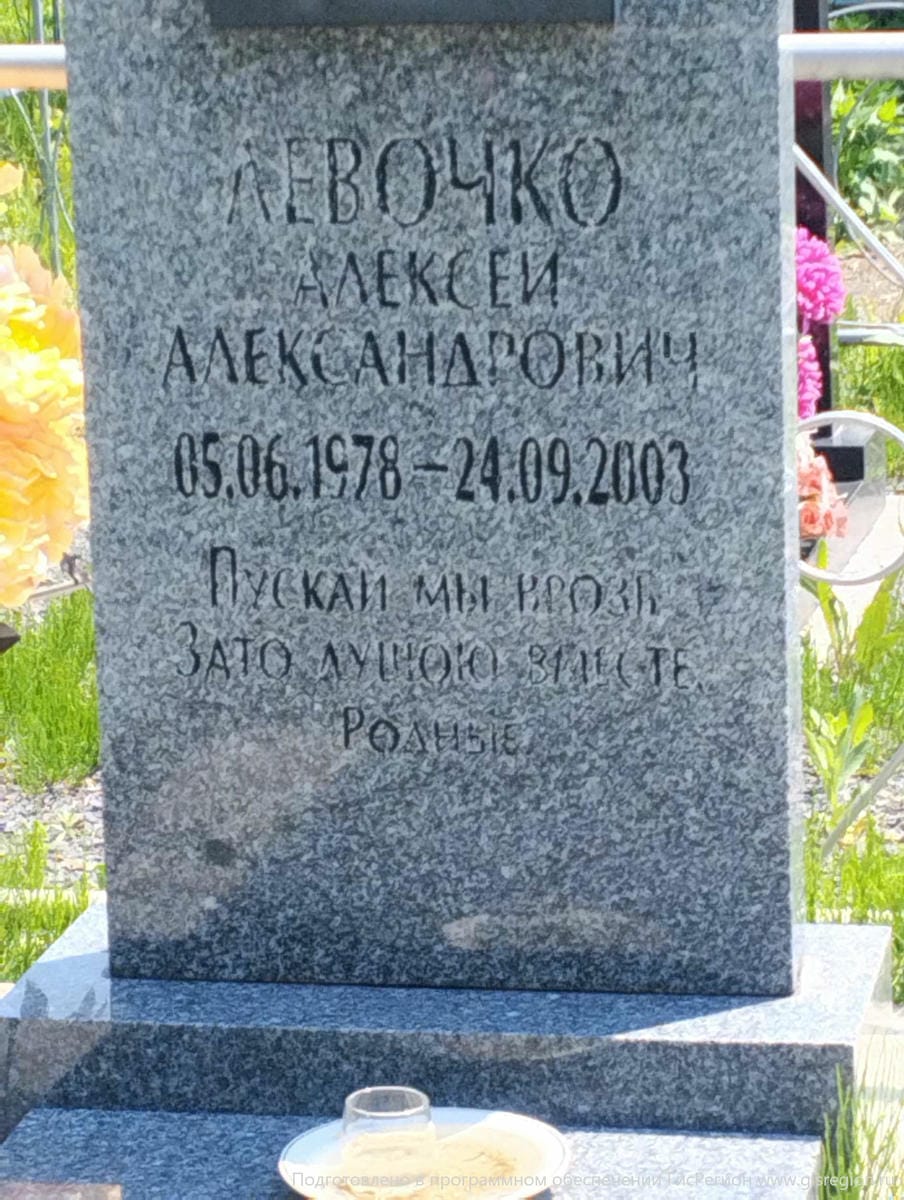 ЛЕВОЧКО
АЛЕКСЕЙ
АЛЕКСАНДРОВИЧ
05.06.1978 – 24.09.2003
ПУСКАЙ МЫ ВРОЗЬ
ЗАТО ДУШОЮ ВМЕСТЕ.
РОДНЫЕ.
Подготовлено в программном обеспечении ГисРегион www.gisregion.ru